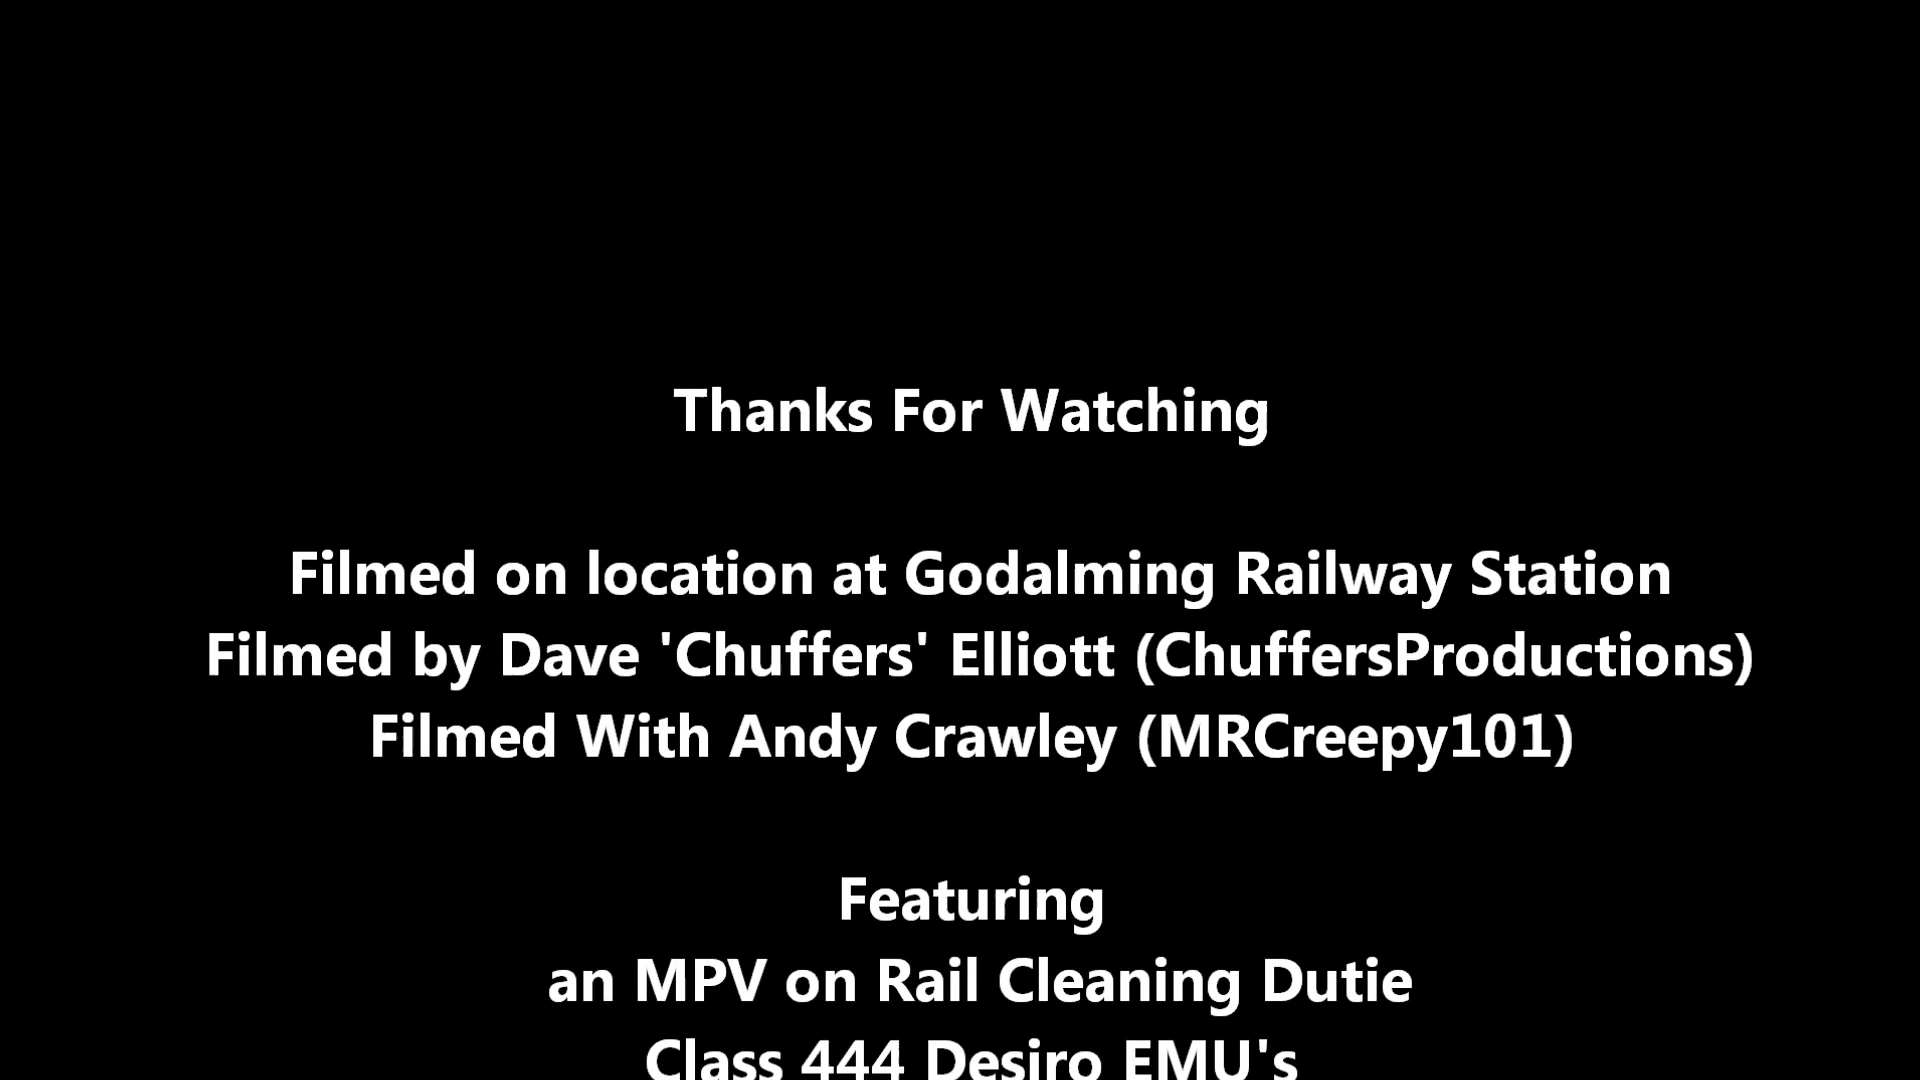 Thanks For Watching
Filmed on location at Godalming Railway Station
Filmed by Dave 'Chuffers' Elliott (ChuffersProductions)
Filmed With Andy Crawley (MRCreepy101)
Featuring
an MPV on Rail Cleaning Dutie
Class 444 Desiro EMU's